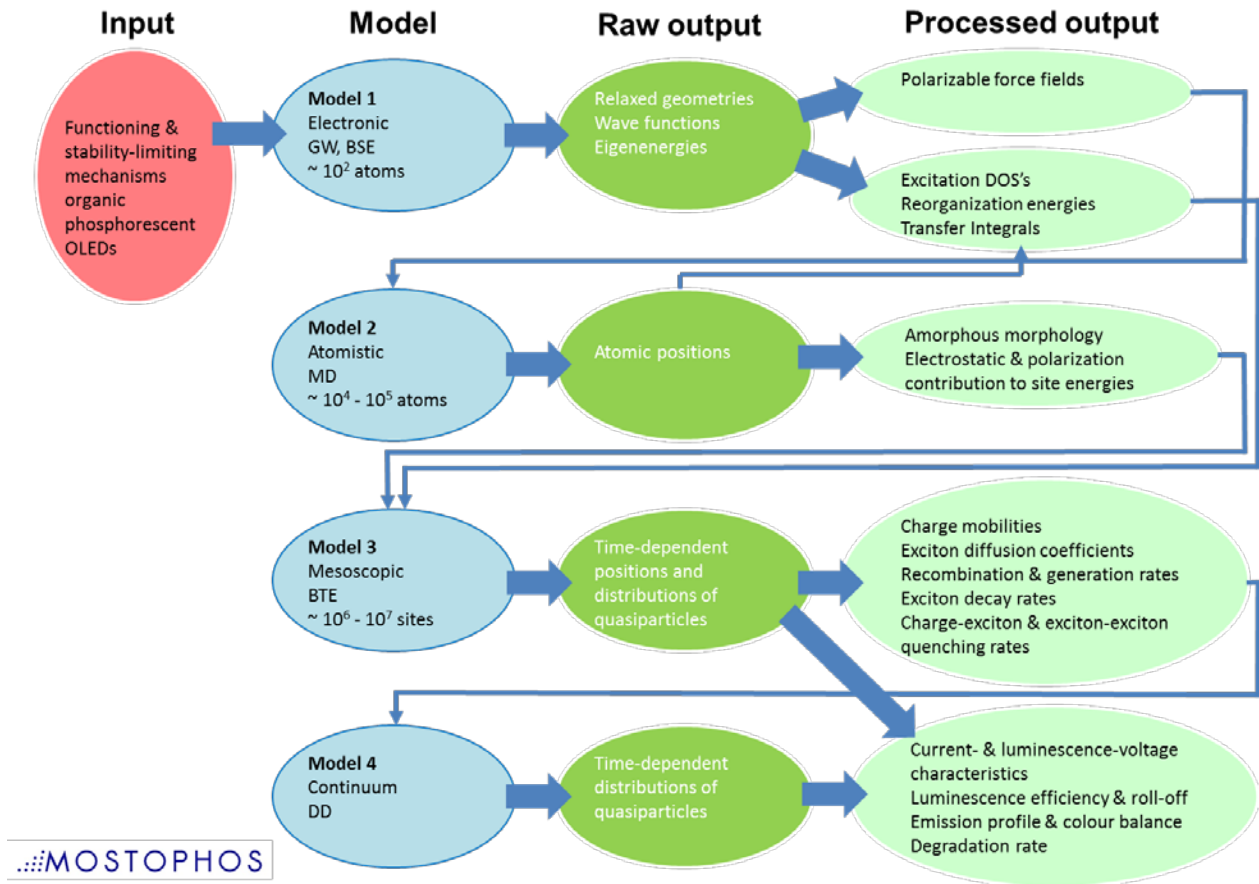 Input
Model
Raw output
Processed output
Functioning &
stability-limiting
mechanisms
organic
phosphorescent
OLEDs
Model 1
Electronic
GW, BSE
~ 10² atoms
Relaxed geometries
Wave functions
Eigenenergies
Polarizable force fields
Excitation DOS's
Reorganization energies
Transfer Integrals
Model 2
Atomistic
MD
~ 10⁴ - 10⁵ atoms
Atomic positions
Amorphous morphology
Electrostatic & polarization
contribution to site energies
Model 3
Mesoscopic
BTE
~ 10⁶ - 10⁷ sites
Time-dependent
positions and
distributions of
quasiparticles
Charge mobilities
Exciton diffusion coefficients
Recombination & generation rates
Exciton decay rates
Charge-exciton & exciton-exciton
quenching rates
Model 4
Continuum
DD
Time-dependent
distributions of
quasiparticles
Current- & luminescence-voltage
characteristics
Luminescence efficiency & roll-off
Emission profile & colour balance
Degradation rate
MOSTOPHOS